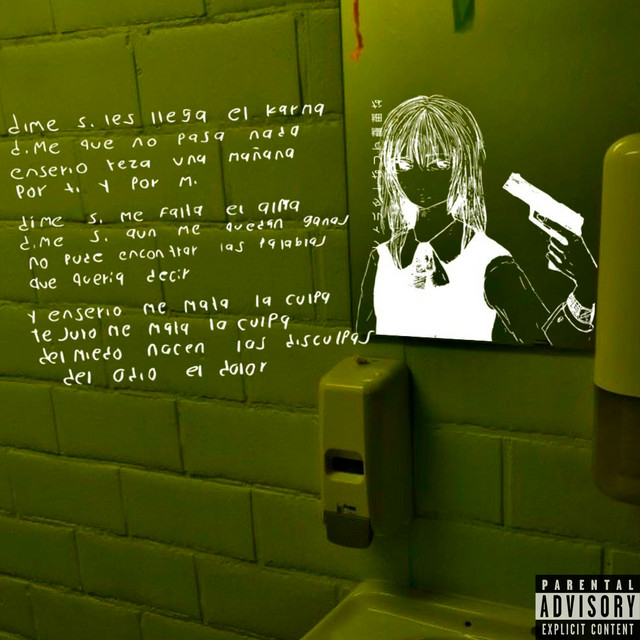 dime si les llega el karma
dime que no pasa nada
enserio reza una mañana
por ti y por mi
dime si me falla el alma
dime si aun me quedan ganas
no pude encontrar las palabras
que queria decir
y enserio me mata la culpa
te juro me mata la culpa
del miedo nacen las disculpas
del odio el dolor
PARENTAL
ADVISORY
EXPLICIT CONTENT